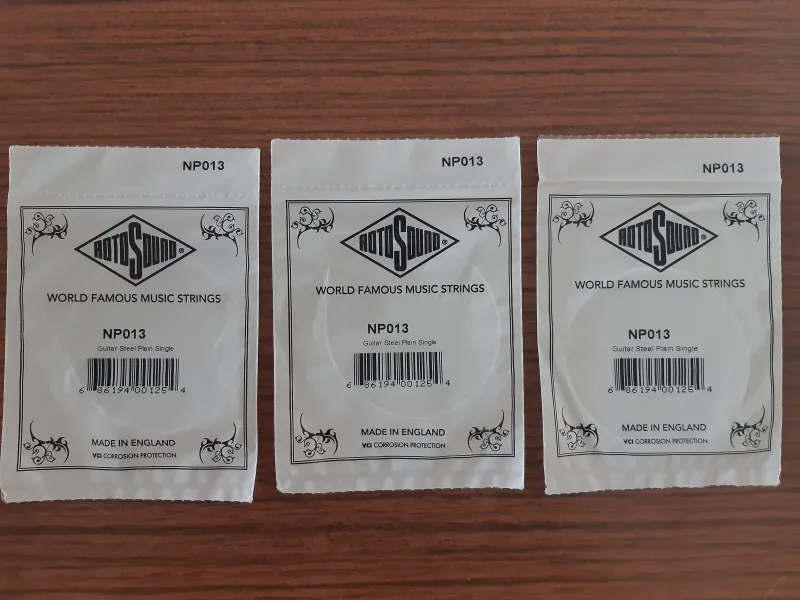 NP013
ROTOSOUND®
WORLD FAMOUS MUSIC STRINGS
NP013
Guitar Steel Plain Single
6 86194 00125 4
MADE IN ENGLAND
VCI CORROSION PROTECTION
NP013
ROTOSOUND®
WORLD FAMOUS MUSIC STRINGS
NP013
Guitar Steel Plain Single
6 86194 00125 4
MADE IN ENGLAND
VCI CORROSION PROTECTION
NP013
ROTOSOUND®
WORLD FAMOUS MUSIC STRINGS
NP013
Guitar Steel Plain Single
6 86194 00125 4
MADE IN ENGLAND
VCI CORROSION PROTECTION